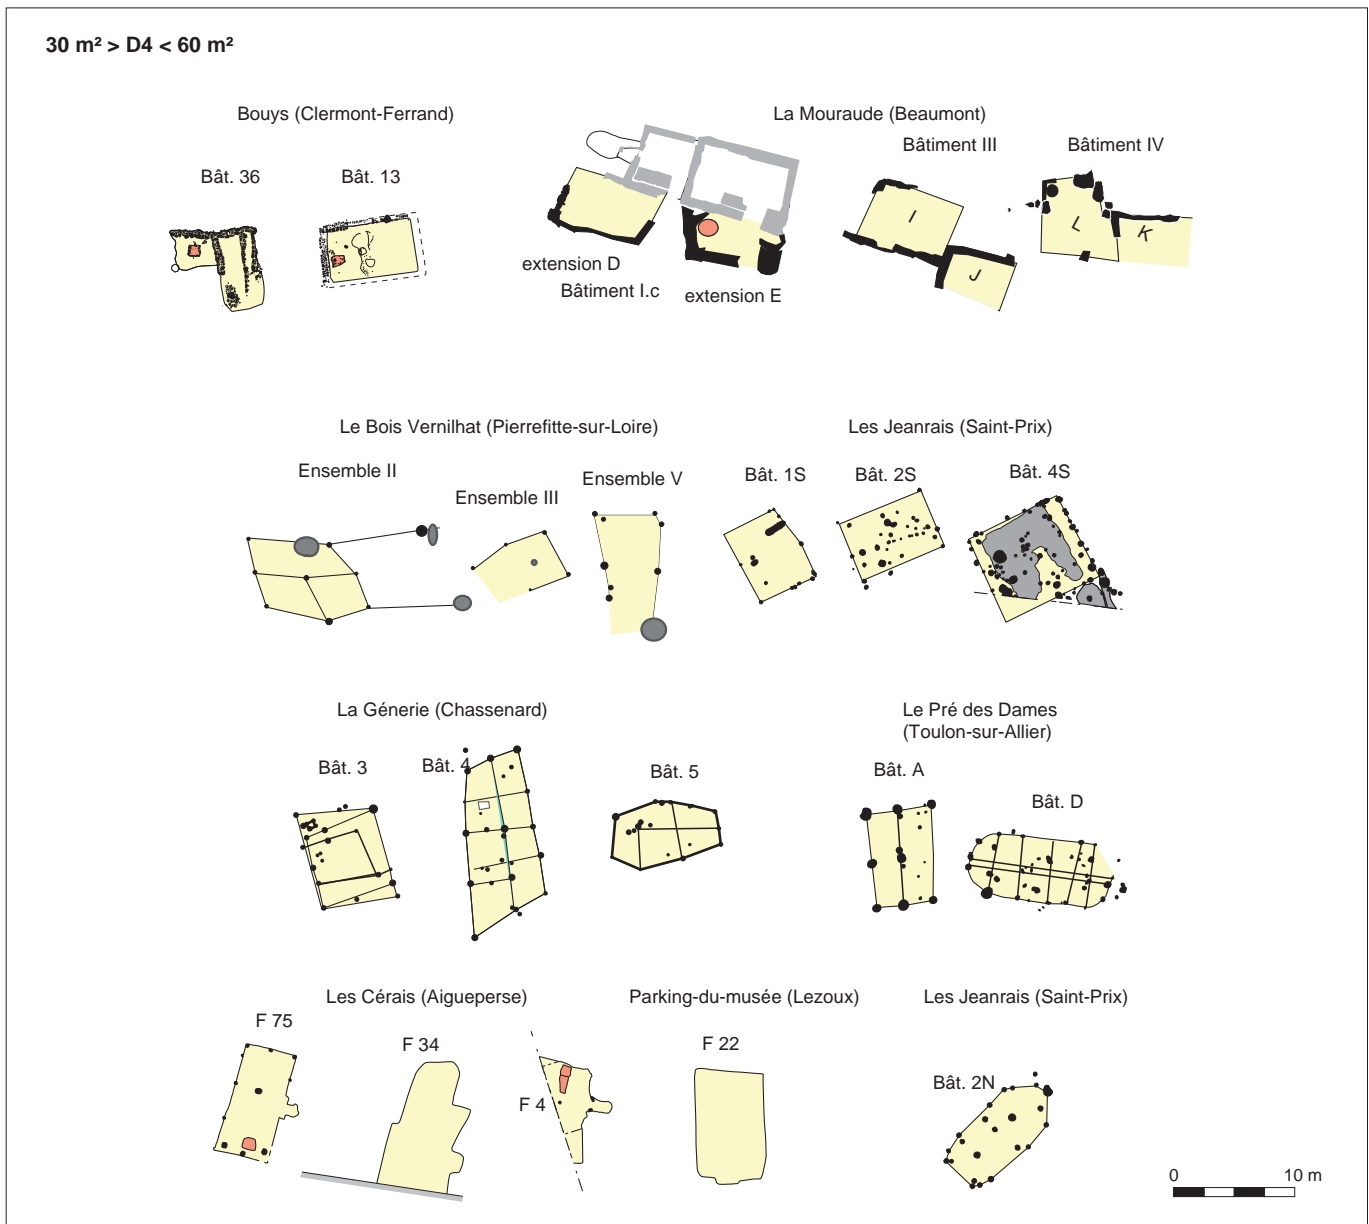 30 m² > D4 < 60 m²
Bouys (Clermont-Ferrand)
La Mouraude (Beaumont)
Bâtiment III
Bâtiment IV
Bât. 36
Bât. 13
I
J
L
K
extension D
Bâtiment I.c
extension E
Le Bois Vernilhat (Pierrefitte-sur-Loire)
Les Jeanrais (Saint-Prix)
Ensemble II
Ensemble III
Ensemble V
Bât. 1S
Bât. 2S
Bât. 4S
La Génerie (Chassenard)
Le Pré des Dames
(Toulon-sur-Allier)
Bât. 3
Bât. 4
Bât. 5
Bât. A
Bât. D
Les Cérais (Aigueperse)
Parking-du-musée (Lezoux)
Les Jeanrais (Saint-Prix)
F 75
F 34
F 4
F 22
Bât. 2N
0 10 m